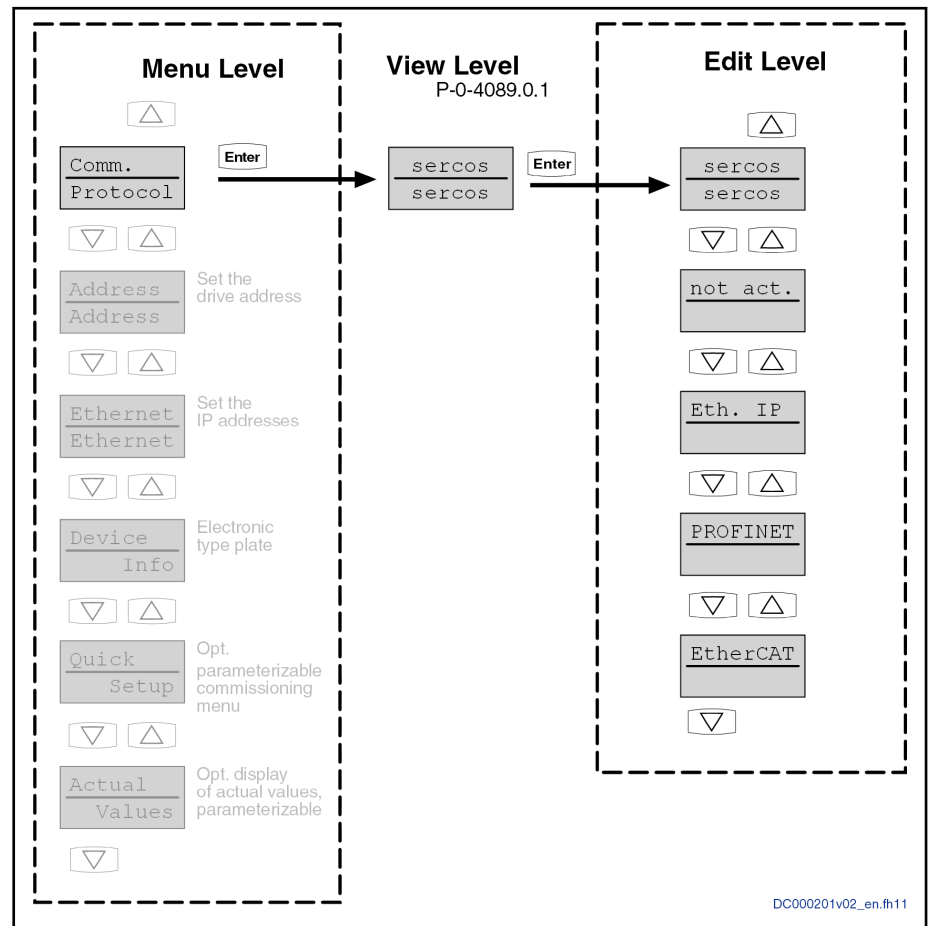 Menu Level
View Level
P-0-4089.0.1
Edit Level
Comm.
Protocol
Enter
sercos
sercos
Enter
sercos
sercos
Address
Address
Set the
drive address
not act.
Ethernet
Ethernet
Set the
IP addresses
Eth. IP
Device
Info
Electronic
type plate
PROFINET
Quick
Setup
Opt.
parameterizable
commissioning
menu
EtherCAT
Actual
Values
Opt. display
of actual values,
parameterizable
DC000201v02_en.fh11